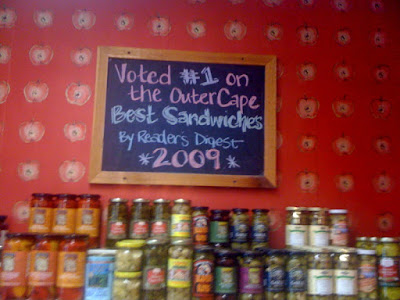 Voted #1 on
the Outer Cape
Best Sandwiches
By Reader's Digest
*2009*